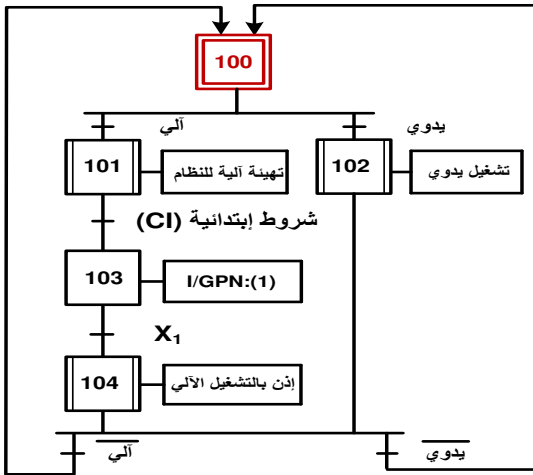 100
آلي
يدوي
101
تهيئة آلية للنظام
102
تشغيل يدوي
شروط إبتدائية (CI)
103
I/GPN:(1)
X₁
104
إذن بالتشغيل الآلي
آلي
يدوي